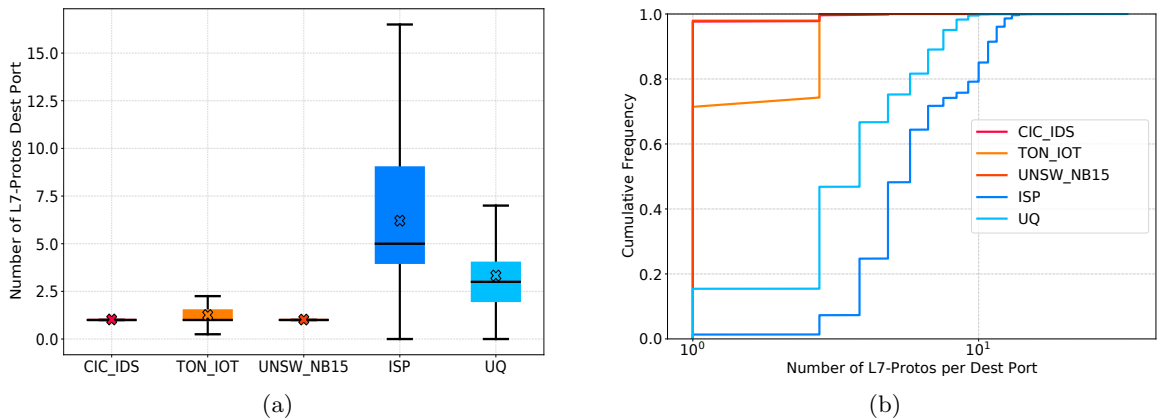 Number of L7-Protos Dest Port
15.0
12.5
10.0
7.5
5.0
2.5
0.0
CIC_IDS
TON_IOT
UNSW_NB15
ISP
UQ
(a)
Cumulative Frequency
1.0
0.8
0.6
0.4
0.2
0.0
CIC_IDS
TON_IOT
UNSW_NB15
ISP
UQ
10⁰
10¹
Number of L7-Protos per Dest Port
(b)